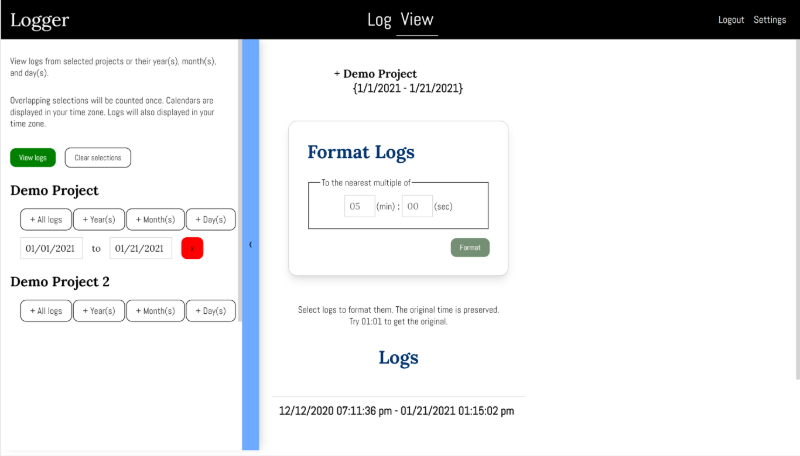 Logger
Log View
Logout Settings
View logs from selected projects or their year(s), month(s),
and day(s).
Overlapping selections will be counted once. Calendars are
displayed in your time zone. Logs will also displayed in your
time zone.
View logs Clear selections
Demo Project
+ All logs + Year(s) + Month(s) + Day(s)
01/01/2021 to 01/21/2021
Demo Project 2
+ All logs + Year(s) + Month(s) + Day(s)
+ Demo Project
{1/1/2021 - 1/21/2021}
Format Logs
To the nearest multiple of
05 (min) : 00 (sec)
Format
Select logs to format them. The original time is preserved.
Try 01:01 to get the original.
Logs
12/12/2020 07:11:36 pm - 01/21/2021 01:15:02 pm